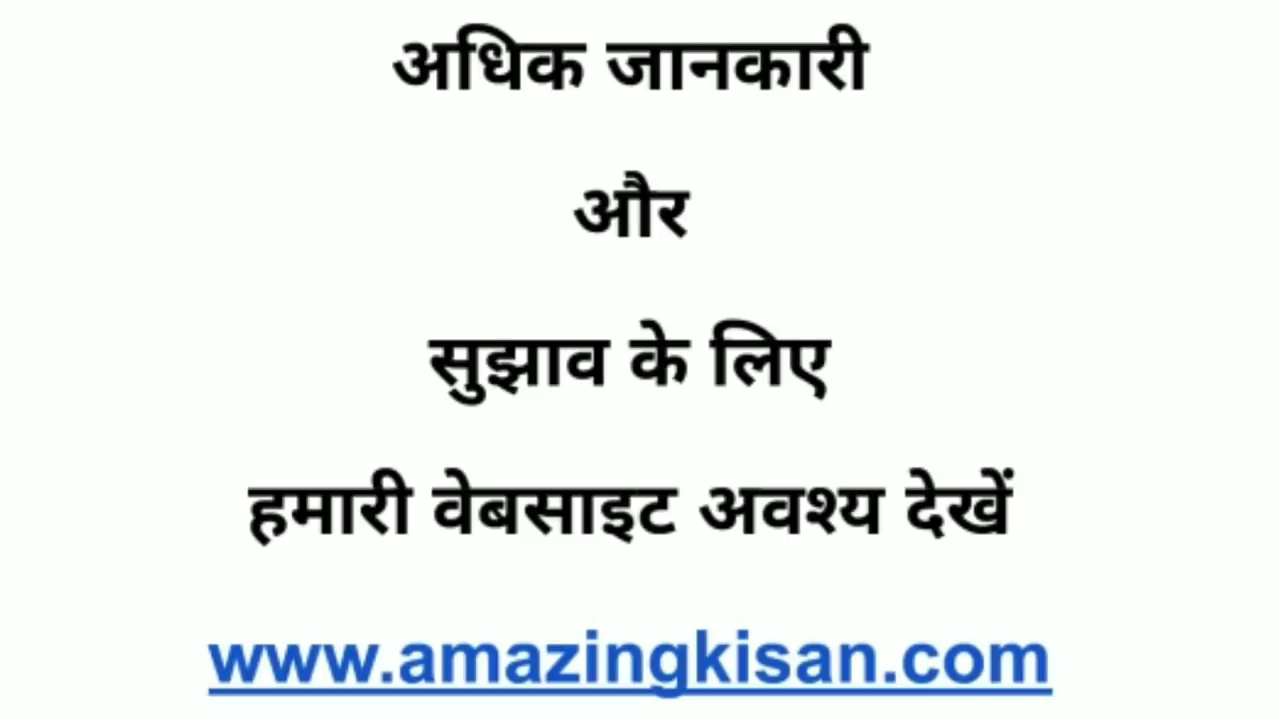 अधिक जानकारी
और
सुझाव के लिए
हमारी वेबसाइट अवश्य देखें
www.amazingkisan.com